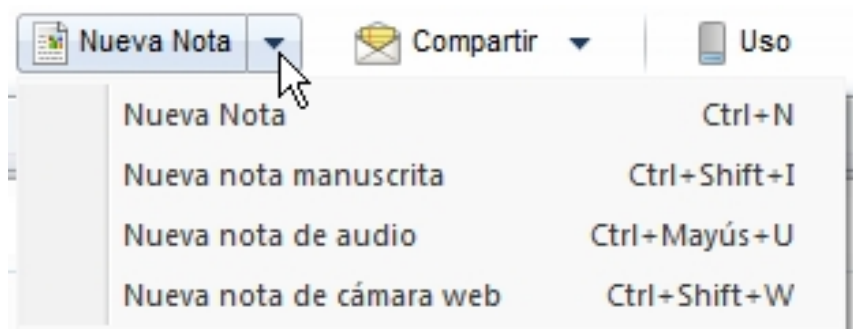 Nueva Nota Compartir Uso
Nueva Nota Ctrl+N
Nueva nota manuscrita Ctrl+Shift+I
Nueva nota de audio Ctrl+Mayús+U
Nueva nota de cámara web Ctrl+Shift+W